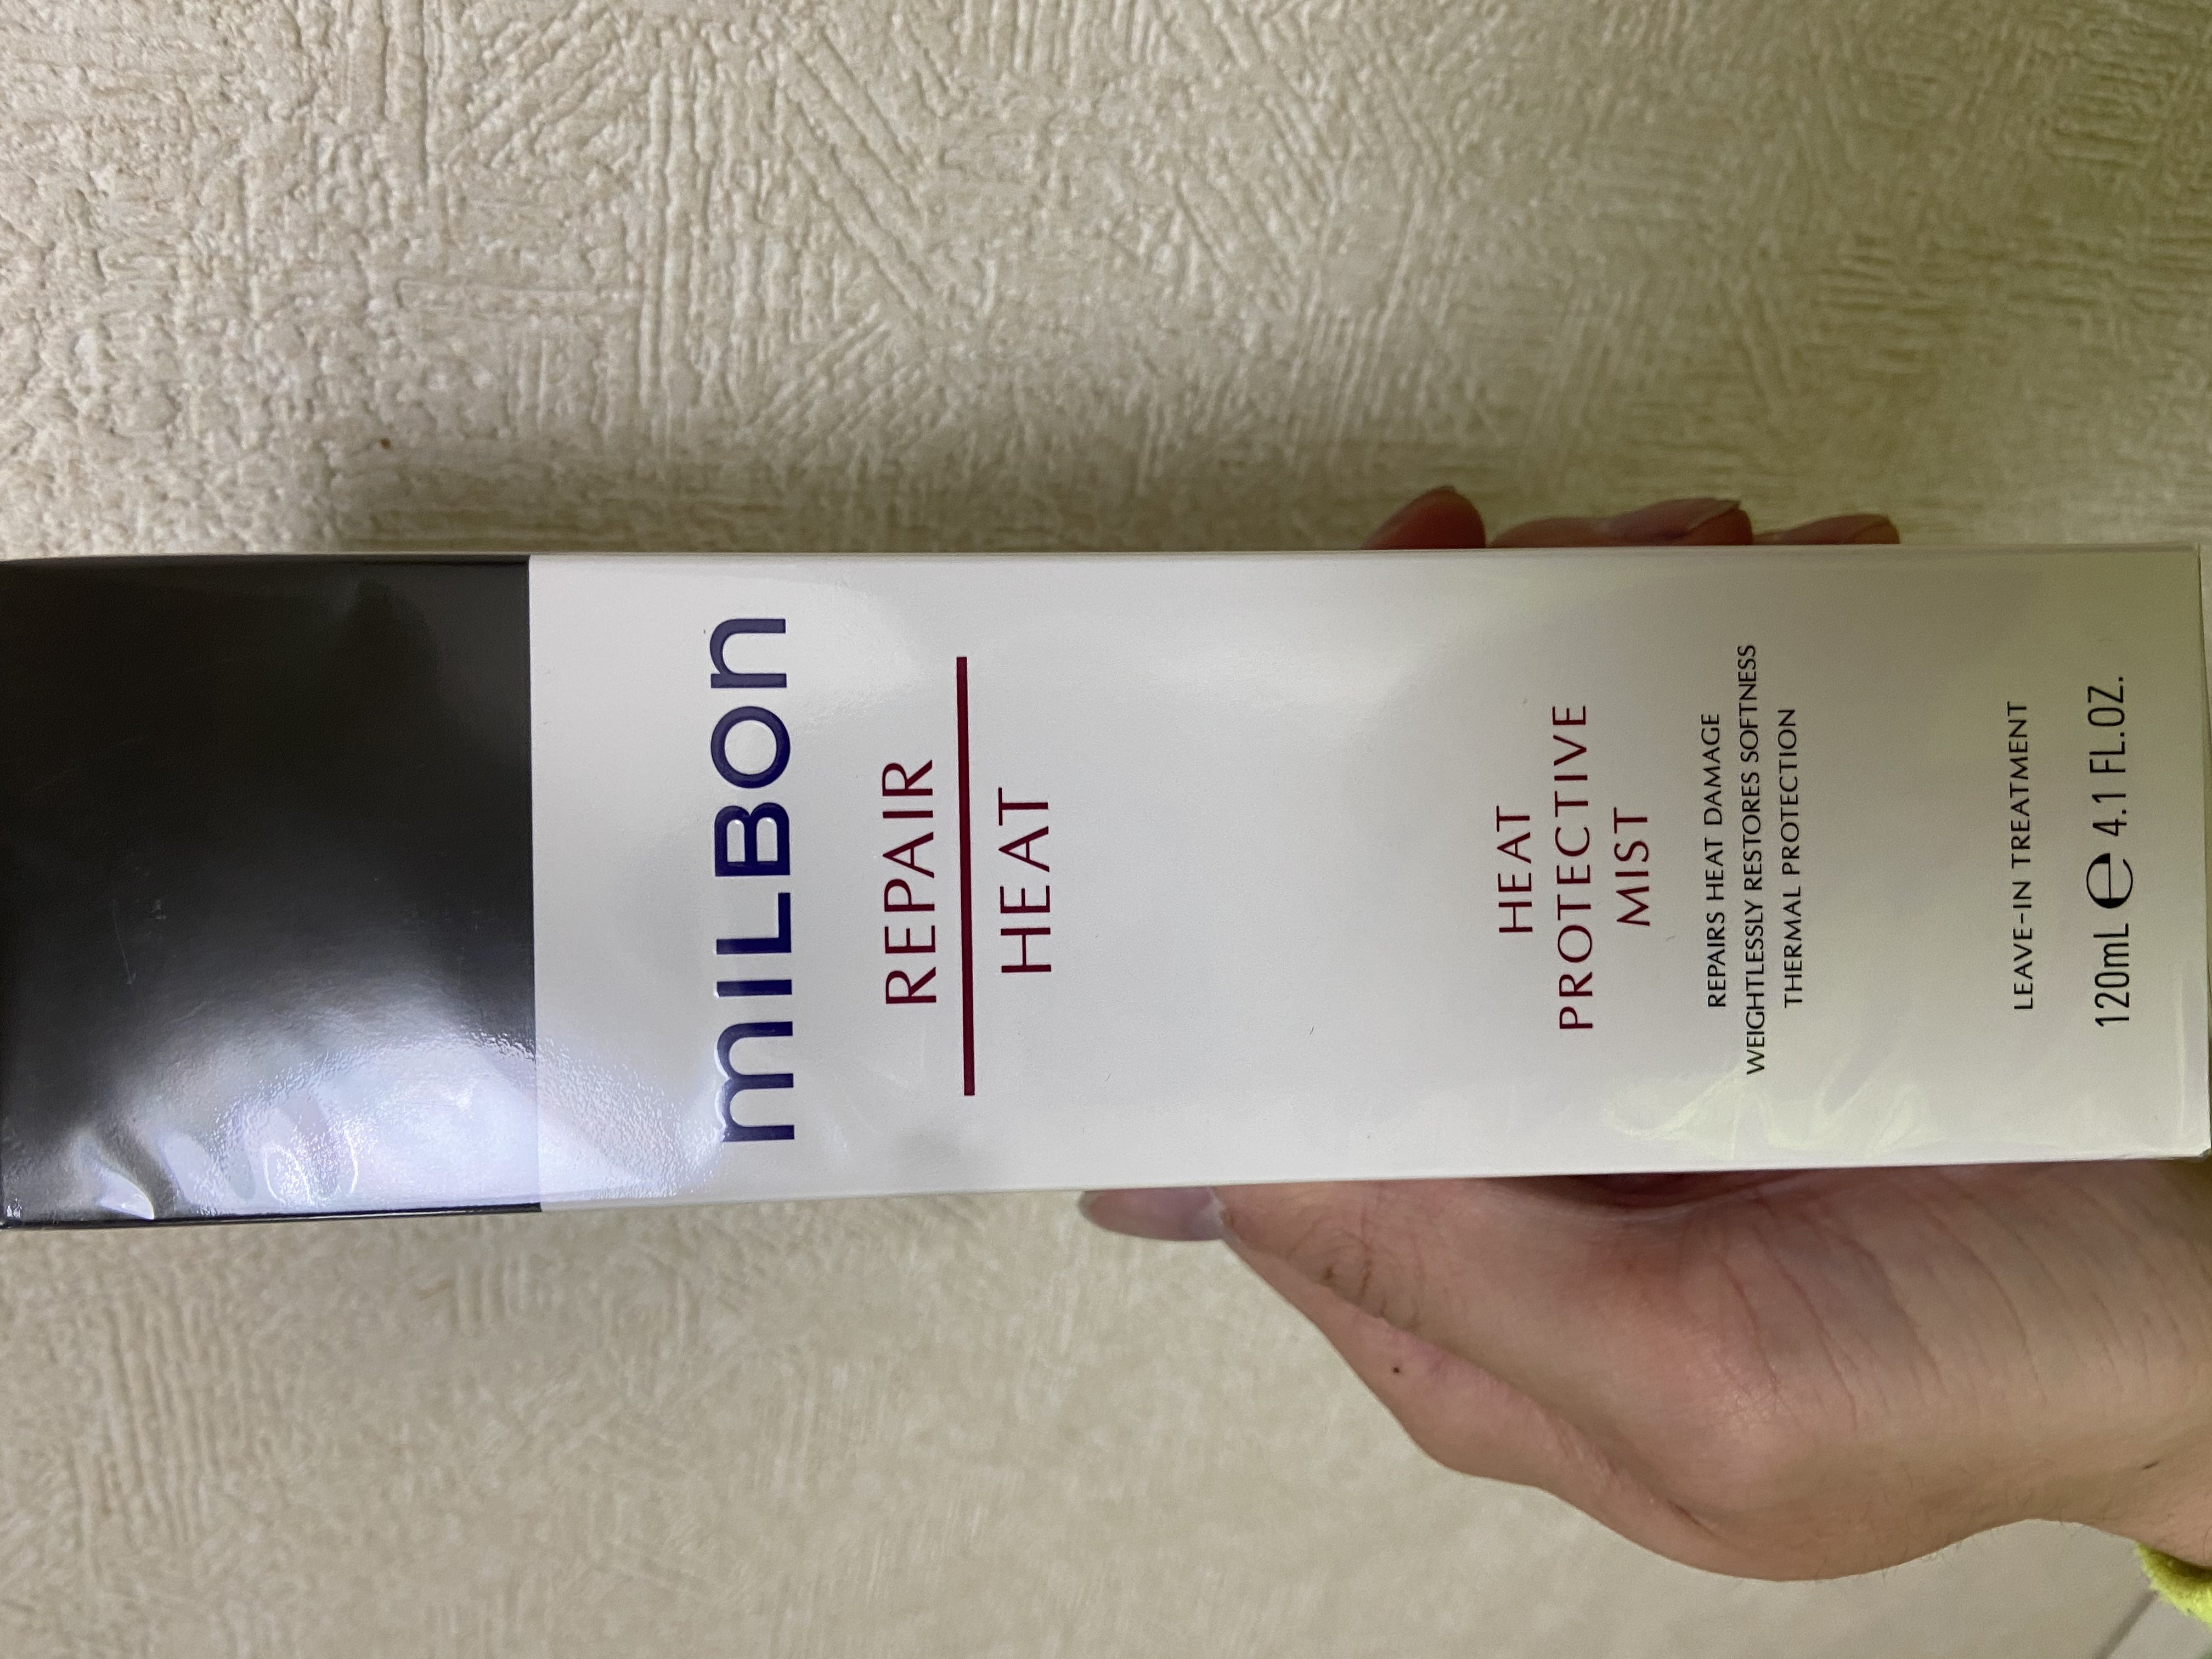 mILBon
REPAIR
HEAT
HEAT
PROTECTIVE
MIST
REPAIRS HEAT DAMAGE
WEIGHTLESSLY RESTORES SOFTNESS
THERMAL PROTECTION
LEAVE-IN TREATMENT
120mL ℮ 4.1 FL.OZ.